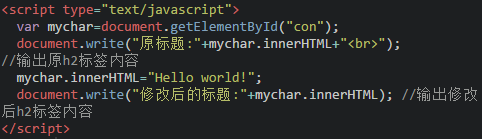 <script type="text/javascript">
  var mychar=document.getElementById("con");
  document.write("原标题:"+mychar.innerHTML+"<br>");
//输出原h2标签内容
  mychar.innerHTML="Hello world!";
  document.write("修改后的标题:"+mychar.innerHTML); //输出修改
后h2标签内容
</script>